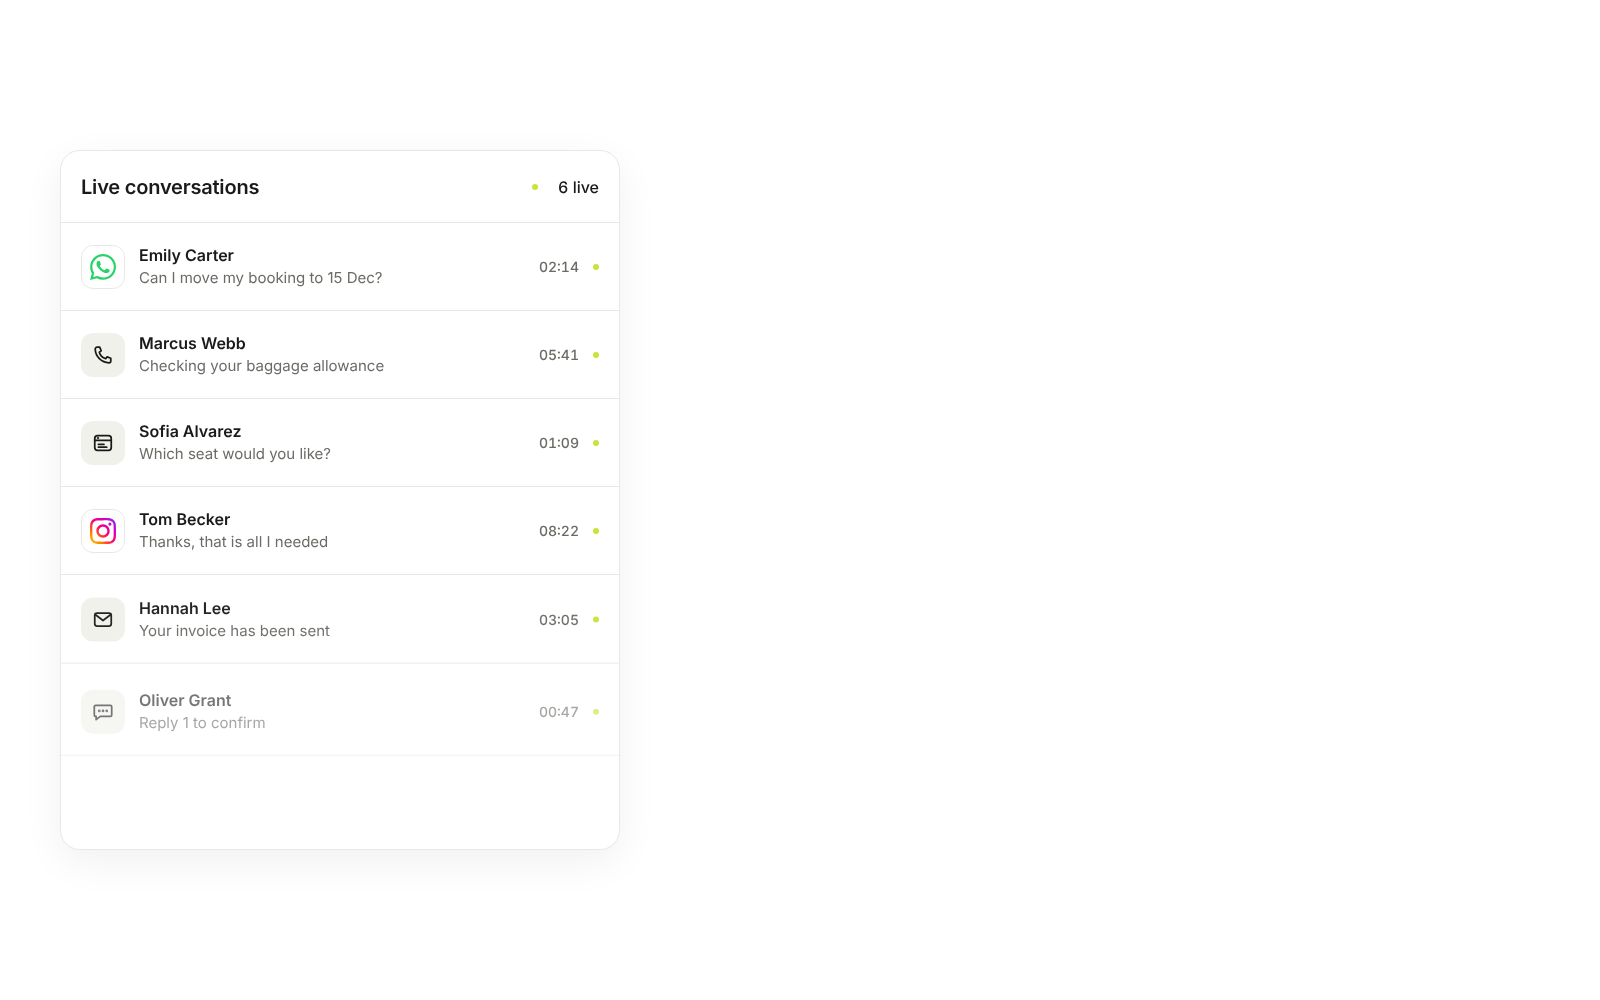 Live conversations
6 live
Emily Carter
Can I move my booking to 15 Dec?
02:14
Marcus Webb
Checking your baggage allowance
05:41
Sofia Alvarez
Which seat would you like?
01:09
Tom Becker
Thanks, that is all I needed
08:22
Hannah Lee
Your invoice has been sent
03:05
Oliver Grant
Reply 1 to confirm
00:47